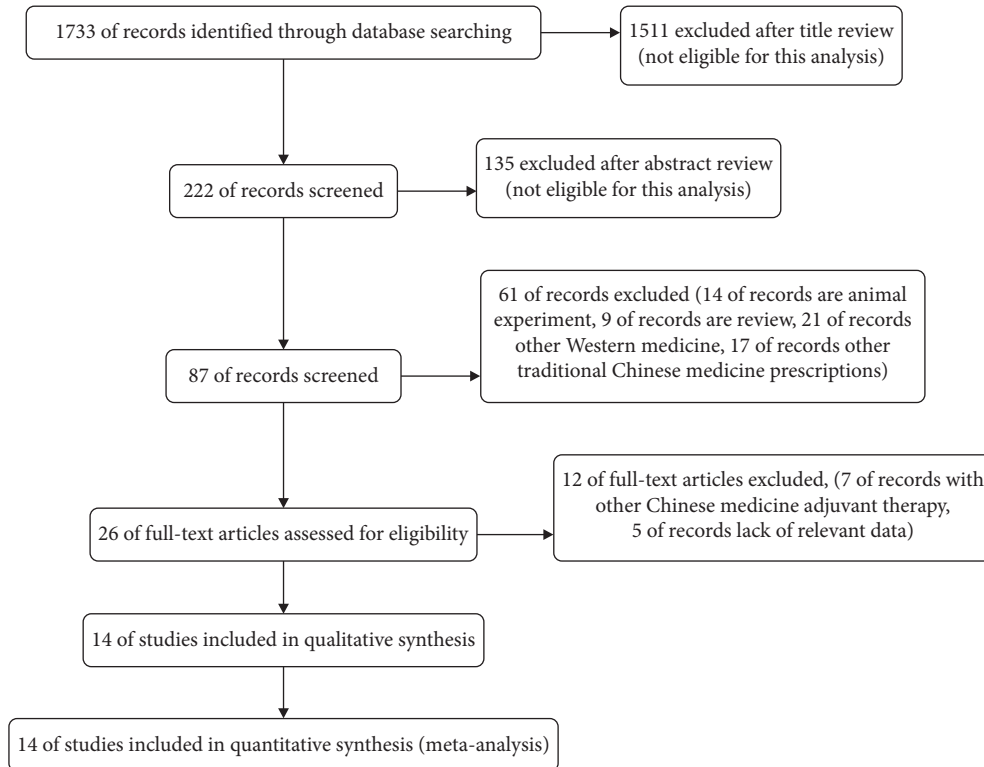 1733 of records identified through database searching
1511 excluded after title review
(not eligible for this analysis)
135 excluded after abstract review
(not eligible for this analysis)
222 of records screened
61 of records excluded (14 of records are animal
experiment, 9 of records are review, 21 of records
other Western medicine, 17 of records other
traditional Chinese medicine prescriptions)
87 of records screened
12 of full-text articles excluded, (7 of records with
other Chinese medicine adjuvant therapy,
5 of records lack of relevant data)
26 of full-text articles assessed for eligibility
14 of studies included in qualitative synthesis
14 of studies included in quantitative synthesis (meta-analysis)